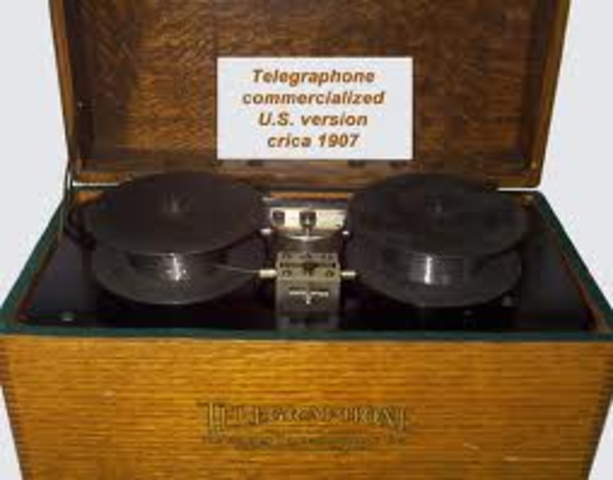 Telegraphone
commercialized
U.S. version
crica 1907
TELEGRAPHONE